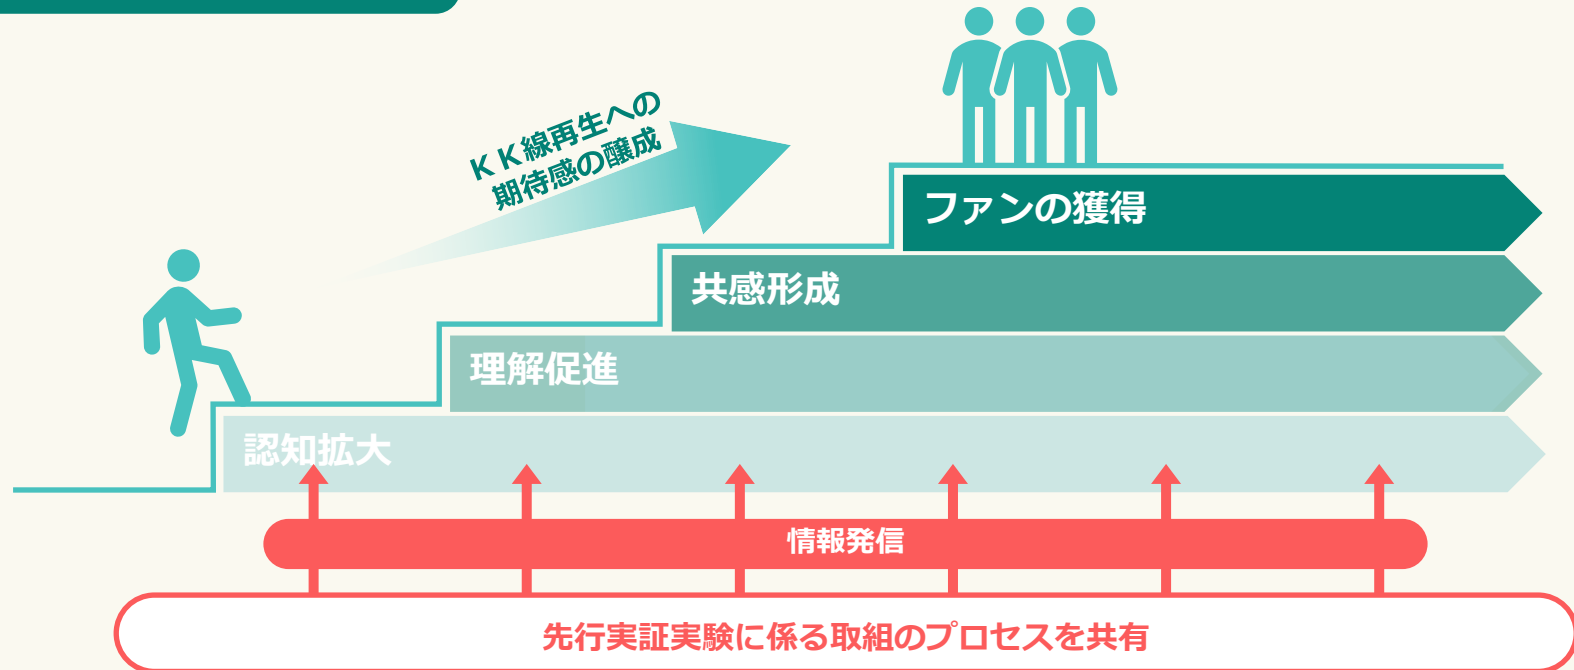 ＫＫ線再生への
期待感の醸成
ファンの獲得
共感形成
理解促進
認知拡大
情報発信
先行実証実験に係る取組のプロセスを共有